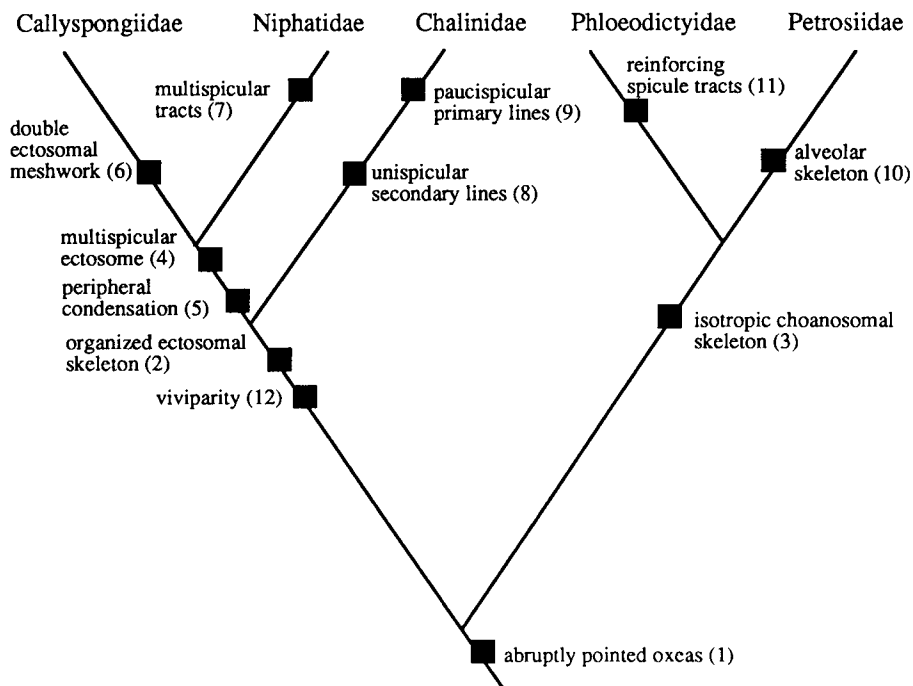 Callyspongiidae Niphatidae Chalinidae Phloeodictyidae Petrosiidae
reinforcing
spicule tracts (11)
multispicular
tracts (7)
paucispicular
primary lines (9)
double
ectosomal
meshwork (6)
alveolar
skeleton (10)
unispicular
secondary lines (8)
multispicular
ectosome (4)
peripheral
condensation (5)
isotropic choanosomal
skeleton (3)
organized ectosomal
skeleton (2)
viviparity (12)
abruptly pointed oxeas (1)